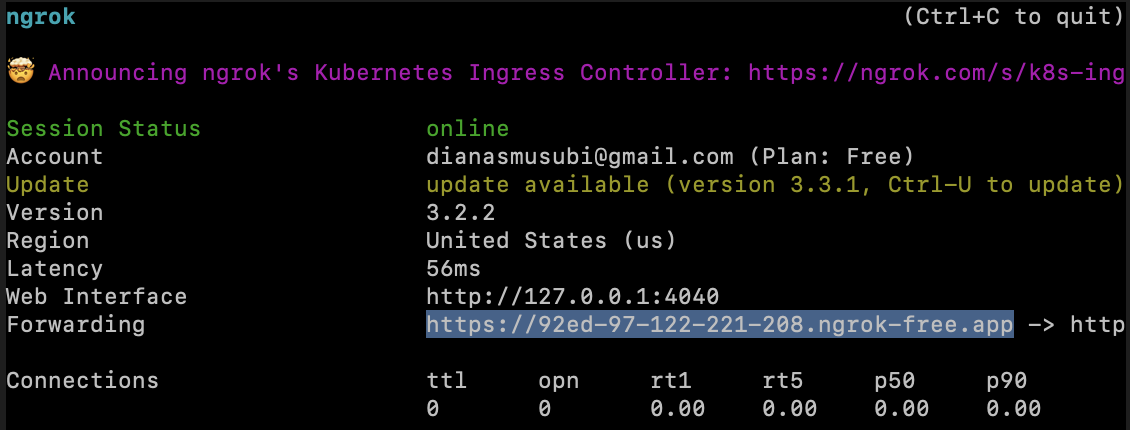 ngrok (Ctrl+C to quit)
🤯 Announcing ngrok's Kubernetes Ingress Controller: https://ngrok.com/s/k8s-ing
Session Status online
Account dianasmusubi@gmail.com (Plan: Free)
Update update available (version 3.3.1, Ctrl-U to update)
Version 3.2.2
Region United States (us)
Latency 56ms
Web Interface http://127.0.0.1:4040
Forwarding https://92ed-97-122-221-208.ngrok-free.app -> http
Connections ttl opn rt1 rt5 p50 p90
0 0 0.00 0.00 0.00 0.00